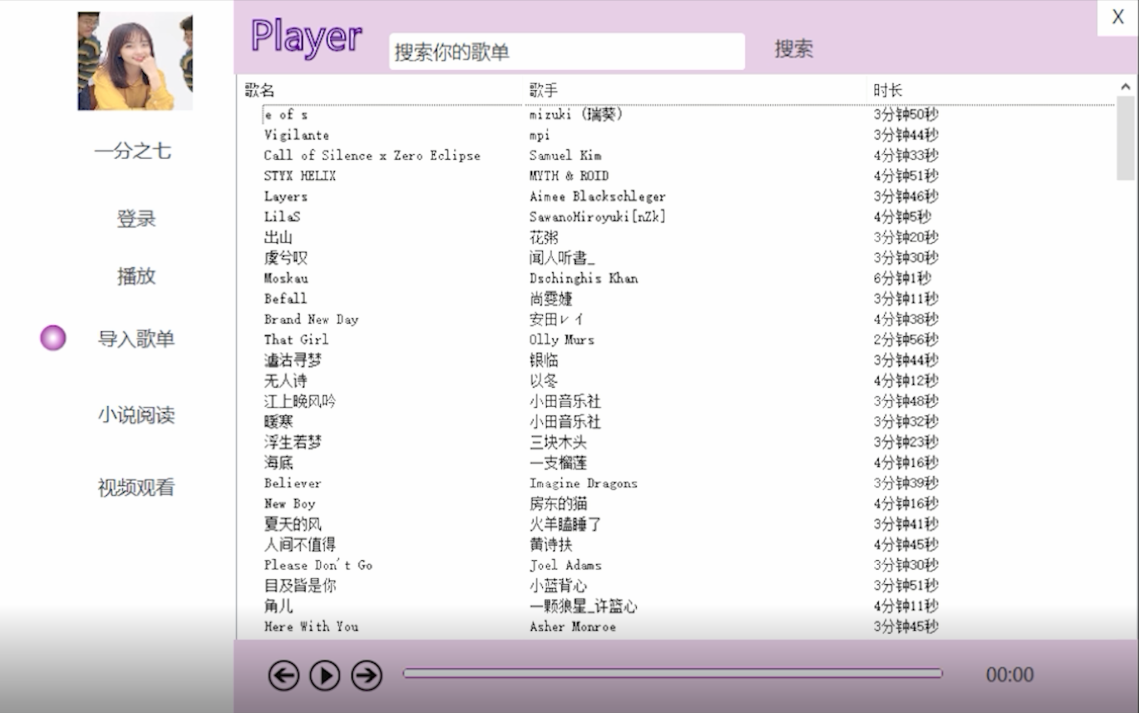 Player
搜索你的歌单
搜索
X
一分之七
登录
播放
导入歌单
小说阅读
视频观看
歌名 歌手 时长
e of s mizuki（瑞葵） 3分钟50秒
Vigilante mpi 3分钟44秒
Call of Silence x Zero Eclipse Samuel Kim 4分钟33秒
STYX HELIX MYTH & ROID 4分钟51秒
Layers Aimee Blackschleger 3分钟46秒
LilaS SawanoHiroyuki[nZk] 4分钟5秒
出山 花粥 3分钟20秒
虞兮叹 闻人听書_ 3分钟30秒
Moskau Dschinghis Khan 6分钟1秒
Befall 尚雯婕 3分钟11秒
Brand New Day 安田レイ 4分钟38秒
That Girl Olly Murs 2分钟56秒
泸沽寻梦 银临 3分钟44秒
无人诗 以冬 4分钟12秒
江上晚风吟 小田音乐社 3分钟48秒
暖寒 小田音乐社 3分钟32秒
浮生若梦 三块木头 3分钟23秒
海底 一支榴莲 4分钟16秒
Believer Imagine Dragons 3分钟39秒
New Boy 房东的猫 4分钟16秒
夏天的风 火羊瞌睡了 3分钟41秒
人间不值得 黄诗扶 4分钟45秒
Please Don't Go Joel Adams 3分钟30秒
目及皆是你 小蓝背心 3分钟51秒
角儿 一颗狼星_许篮心 4分钟11秒
Here With You Asher Monroe 3分钟45秒
00:00